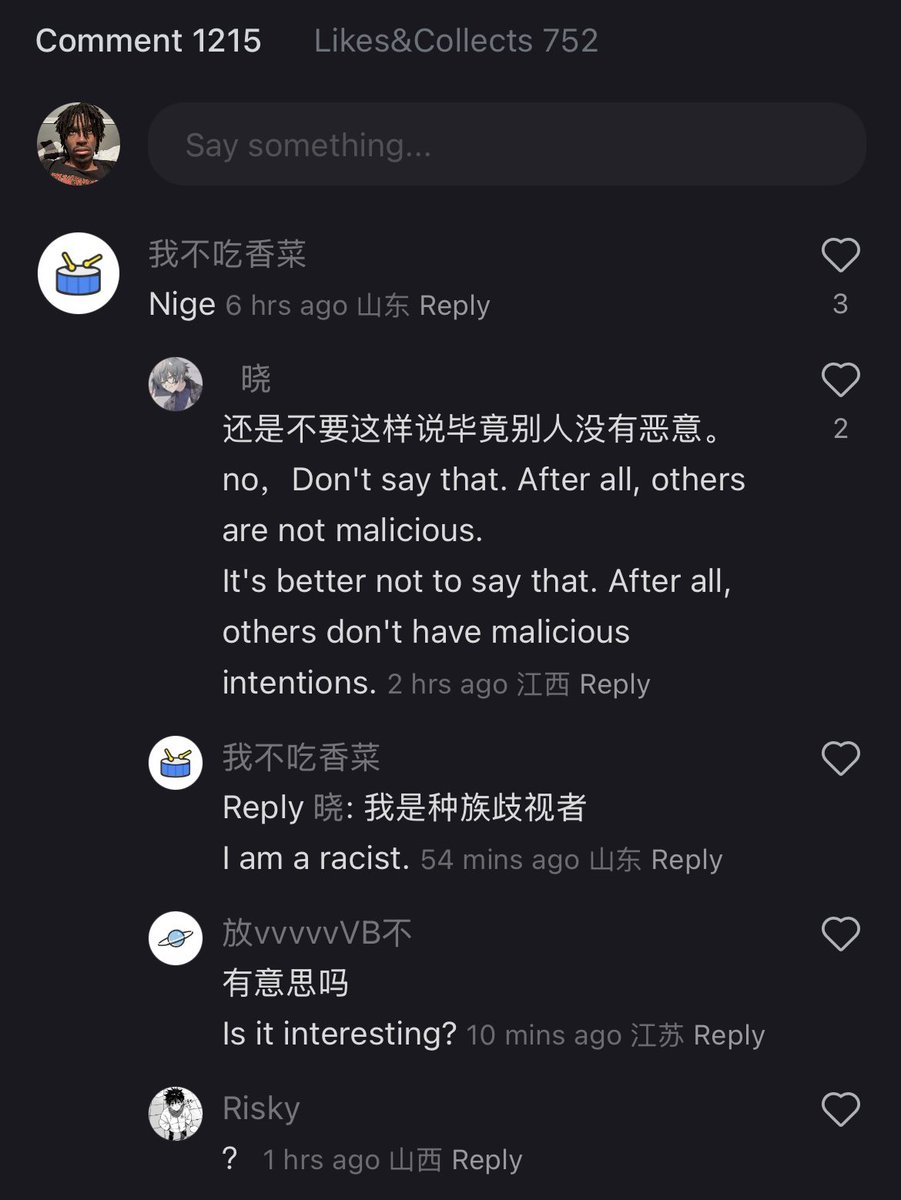 Comment 1215 Likes&Collects 752
Say something...
我不吃香菜
Nige 6 hrs ago 山东 Reply
3
晓
还是不要这样说毕竟别人没有恶意。
2
no，Don't say that. After all, others
are not malicious.
It's better not to say that. After all,
others don't have malicious
intentions. 2 hrs ago 江西 Reply
我不吃香菜
Reply 晓: 我是种族歧视者
I am a racist. 54 mins ago 山东 Reply
放vvvvvVB不
有意思吗
Is it interesting? 10 mins ago 江苏 Reply
Risky
? 1 hrs ago 山西 Reply